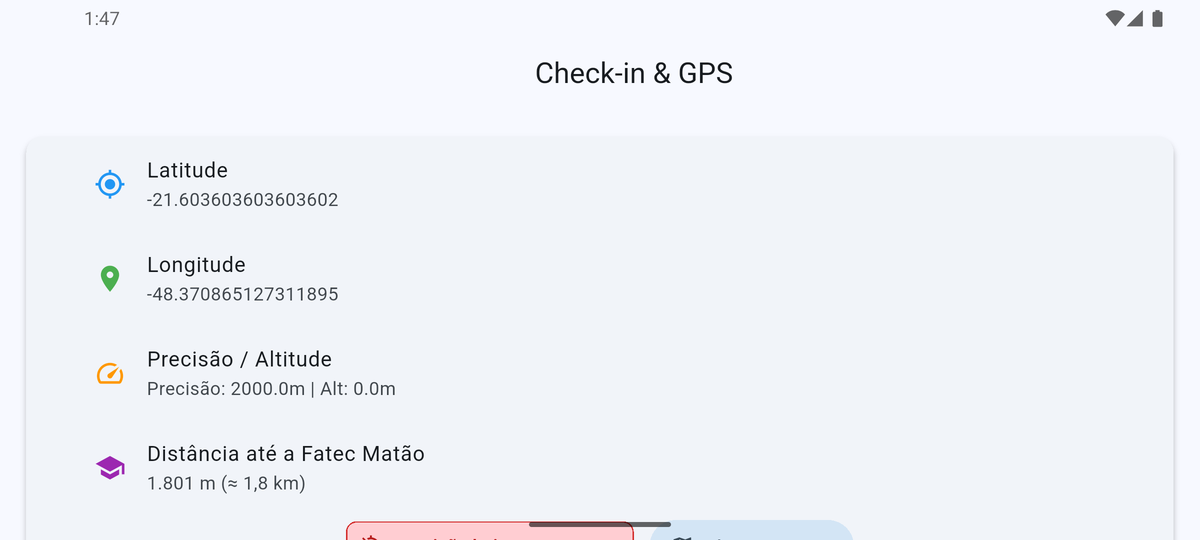 1:47
Check-in & GPS
Latitude
-21.603603603603602
Longitude
-48.370865127311895
Precisão / Altitude
Precisão: 2000.0m | Alt: 0.0m
Distância até a Fatec Matão
1.801 m (≈ 1,8 km)